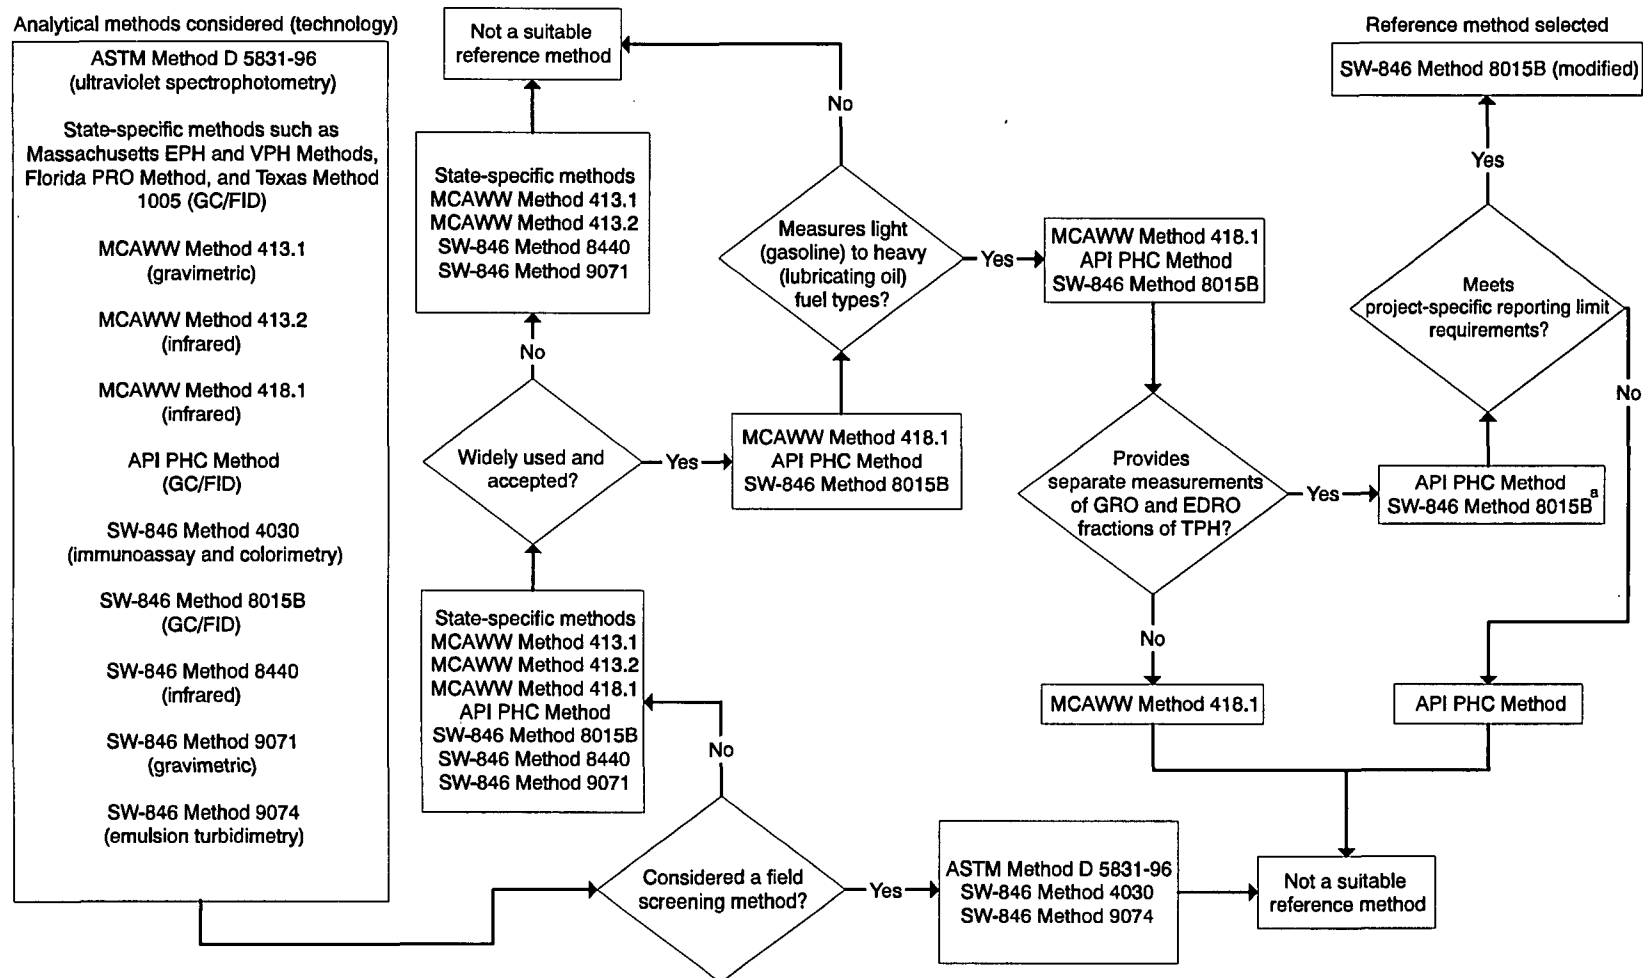 Analytical methods considered (technology)
ASTM Method D 5831-96
(ultraviolet spectrophotometry)
State-specific methods such as
Massachusetts EPH and VPH Methods,
Florida PRO Method, and Texas Method
1005 (GC/FID)
MCAWW Method 413.1
(gravimetric)
MCAWW Method 413.2
(infrared)
MCAWW Method 418.1
(infrared)
API PHC Method
(GC/FID)
SW-846 Method 4030
(immunoassay and colorimetry)
SW-846 Method 8015B
(GC/FID)
SW-846 Method 8440
(infrared)
SW-846 Method 9071
(gravimetric)
SW-846 Method 9074
(emulsion turbidimetry)
Considered a field
screening method?
Yes
ASTM Method D 5831-96
SW-846 Method 4030
SW-846 Method 9074
Not a suitable
reference method
No
State-specific methods
MCAWW Method 413.1
MCAWW Method 413.2
MCAWW Method 418.1
API PHC Method
SW-846 Method 8015B
SW-846 Method 8440
SW-846 Method 9071
Widely used and
accepted?
No
State-specific methods
MCAWW Method 413.1
MCAWW Method 413.2
SW-846 Method 8440
SW-846 Method 9071
Not a suitable
reference method
Yes
MCAWW Method 418.1
API PHC Method
SW-846 Method 8015B
Measures light
(gasoline) to heavy
(lubricating oil)
fuel types?
No
Yes
MCAWW Method 418.1
API PHC Method
SW-846 Method 8015B
Provides
separate measurements
of GRO and EDRO
fractions of TPH?
No
MCAWW Method 418.1
Yes
API PHC Method
SW-846 Method 8015B a
Meets
project-specific reporting limit
requirements?
No
API PHC Method
Yes
Reference method selected
SW-846 Method 8015B (modified)